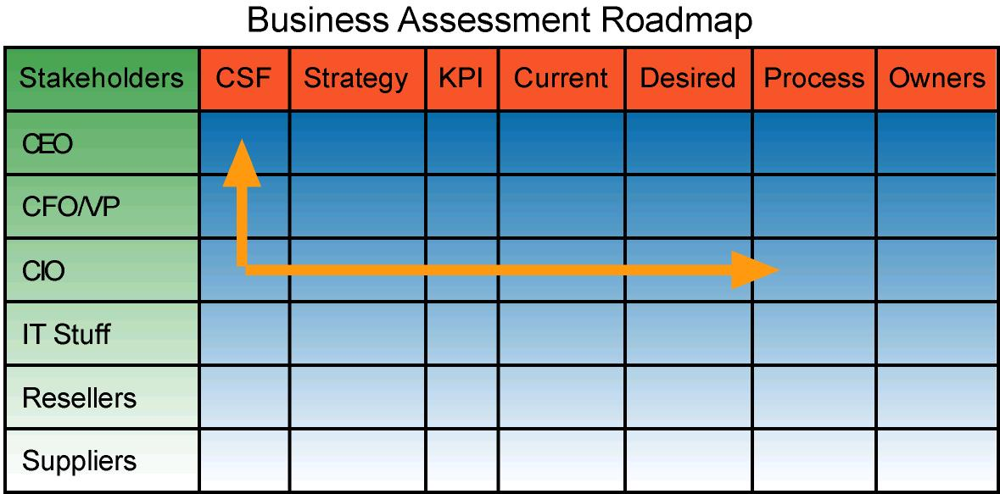 Business Assessment Roadmap
Stakeholders CSF Strategy KPI Current Desired Process Owners
CEO
CFO/VP
CIO
IT Stuff
Resellers
Suppliers